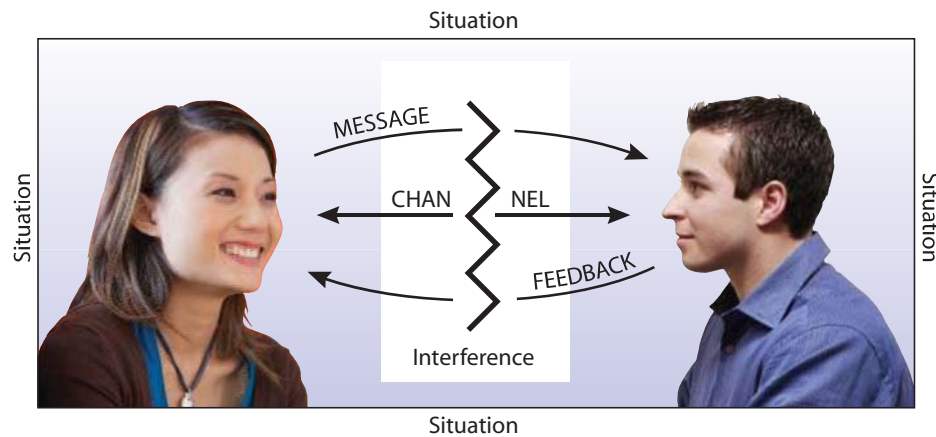 Situation
MESSAGE
Situation
CHAN NEL
Situation
FEEDBACK
Interference
Situation